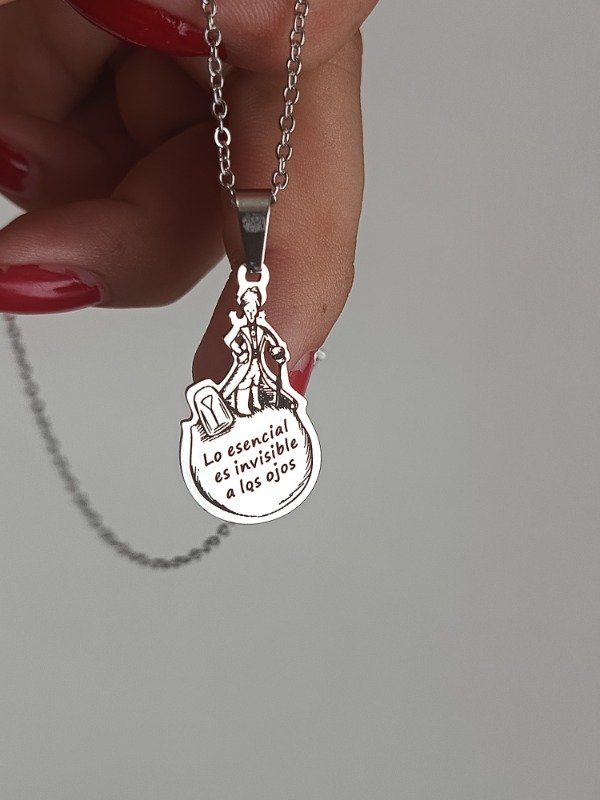 Lo esencial
es invisible
a los ojos